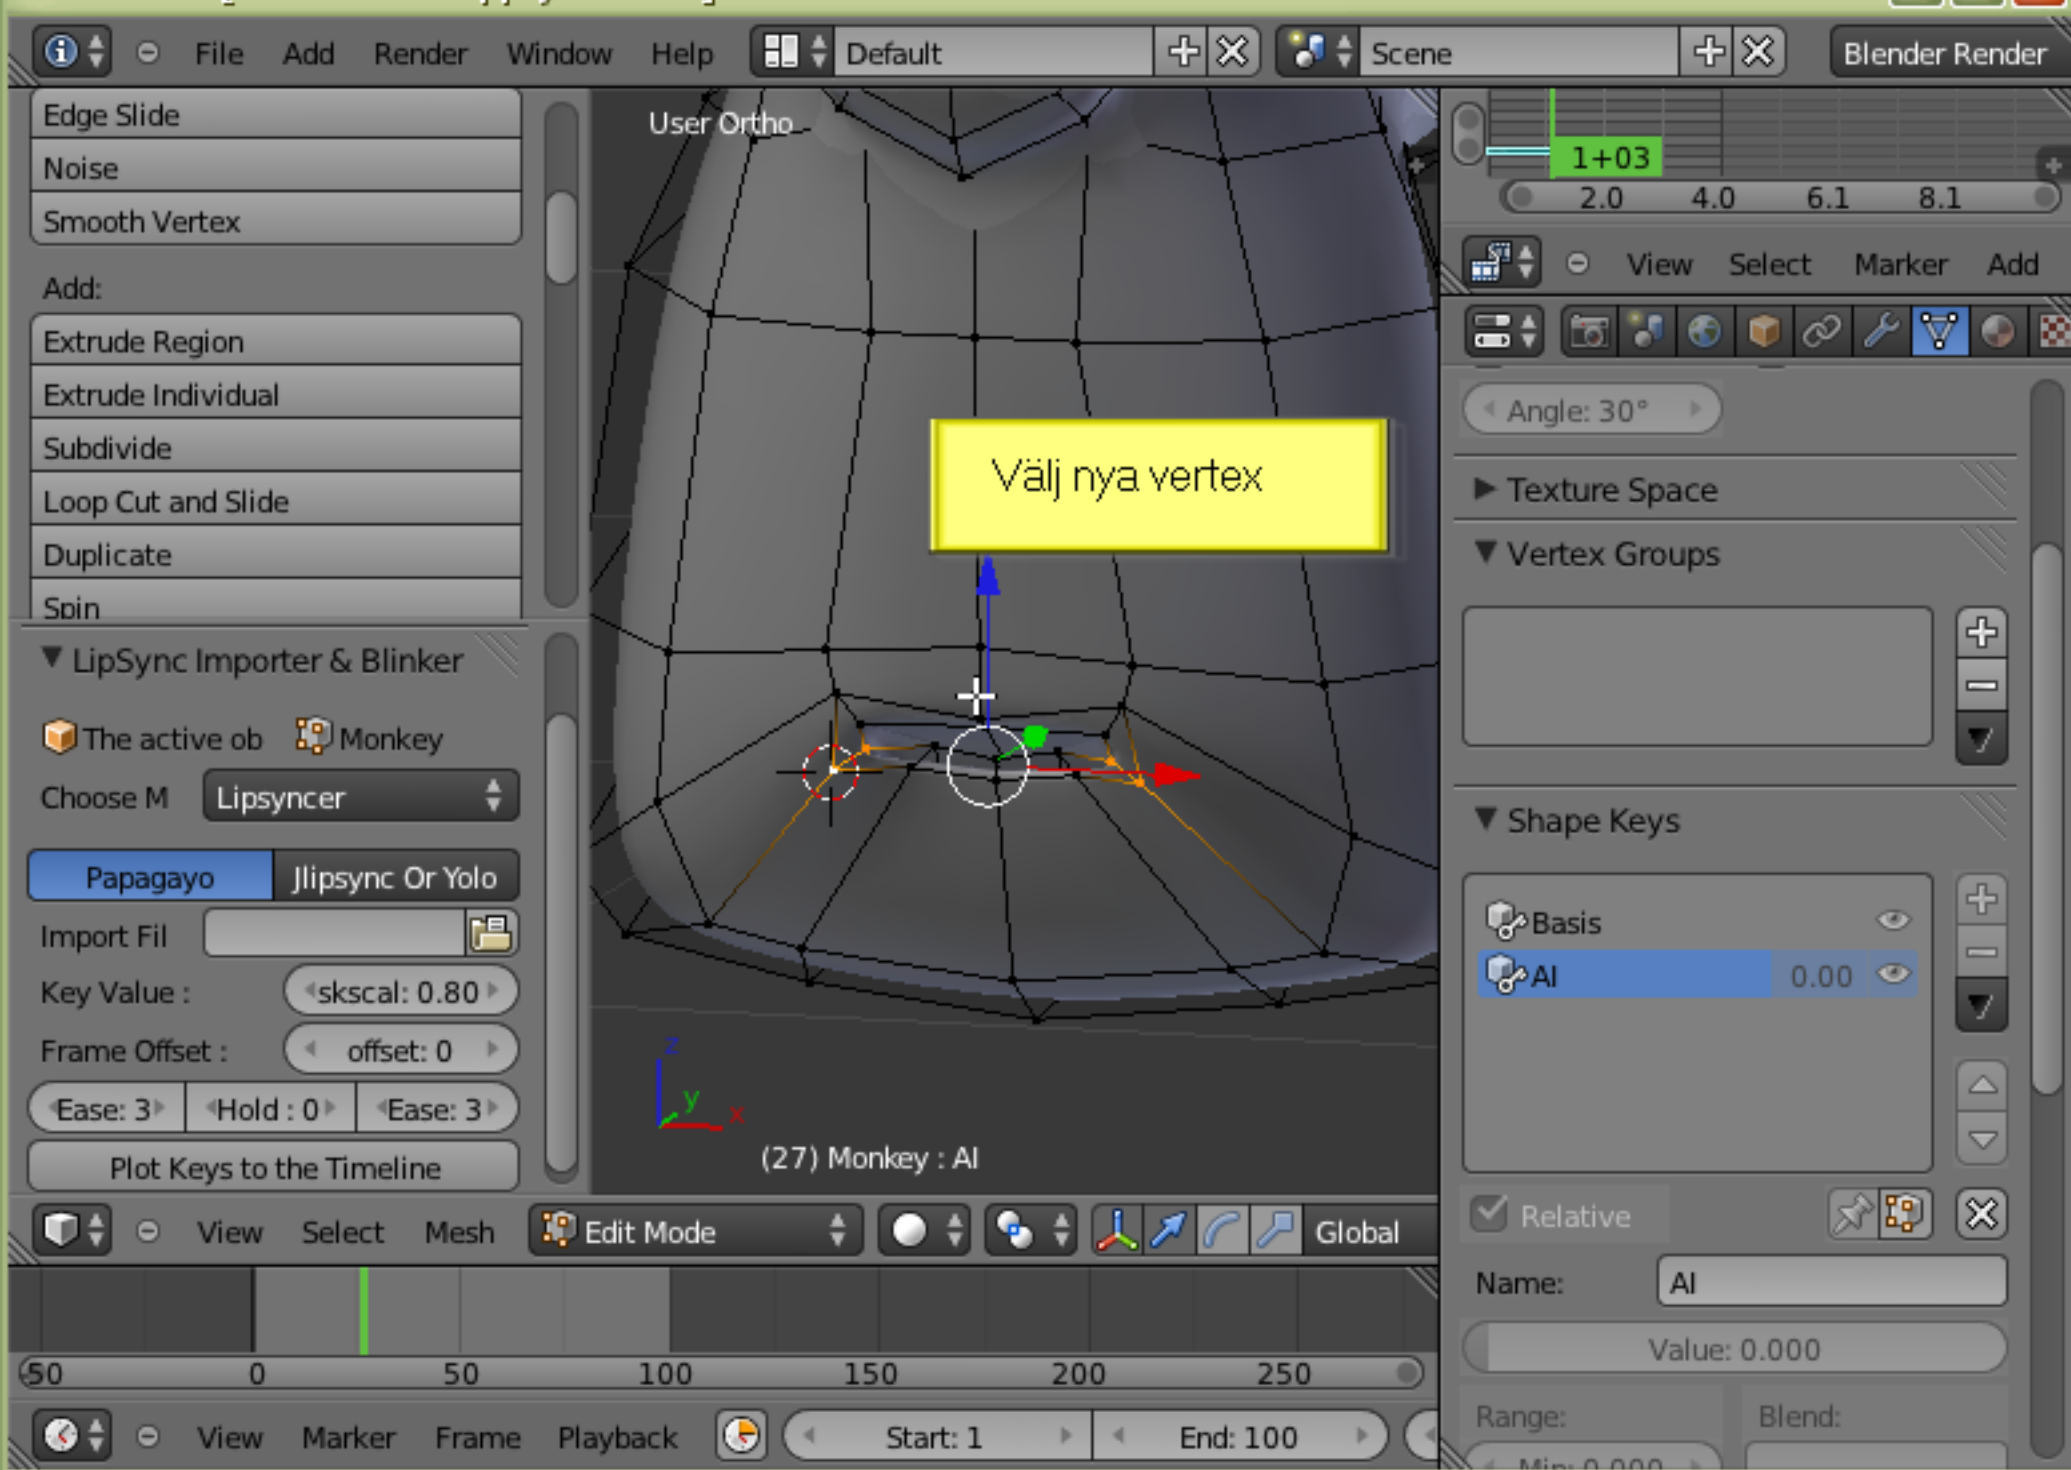 File Add Render Window Help Default Scene Blender Render
Edge Slide
Noise
Smooth Vertex
Add:
Extrude Region
Extrude Individual
Subdivide
Loop Cut and Slide
Duplicate
Spin
LipSync Importer & Blinker
The active ob Monkey
Choose M Lipsyncer
Papagayo Jlipsync Or Yolo
Import Fil
Key Value : skscal: 0.80
Frame Offset : offset: 0
Ease: 3 Hold : 0 Ease: 3
Plot Keys to the Timeline
User Ortho
Välj nya vertex
z
y
x
(27) Monkey : AI
View Select Mesh Edit Mode Global
-50 0 50 100 150 200 250
View Marker Frame Playback Start: 1 End: 100
1+03
2.0 4.0 6.1 8.1
View Select Marker Add
Angle: 30°
Texture Space
Vertex Groups
Shape Keys
Basis
AI 0.00
Relative
Name: AI
Value: 0.000
Range: Blend:
Min: 0.000